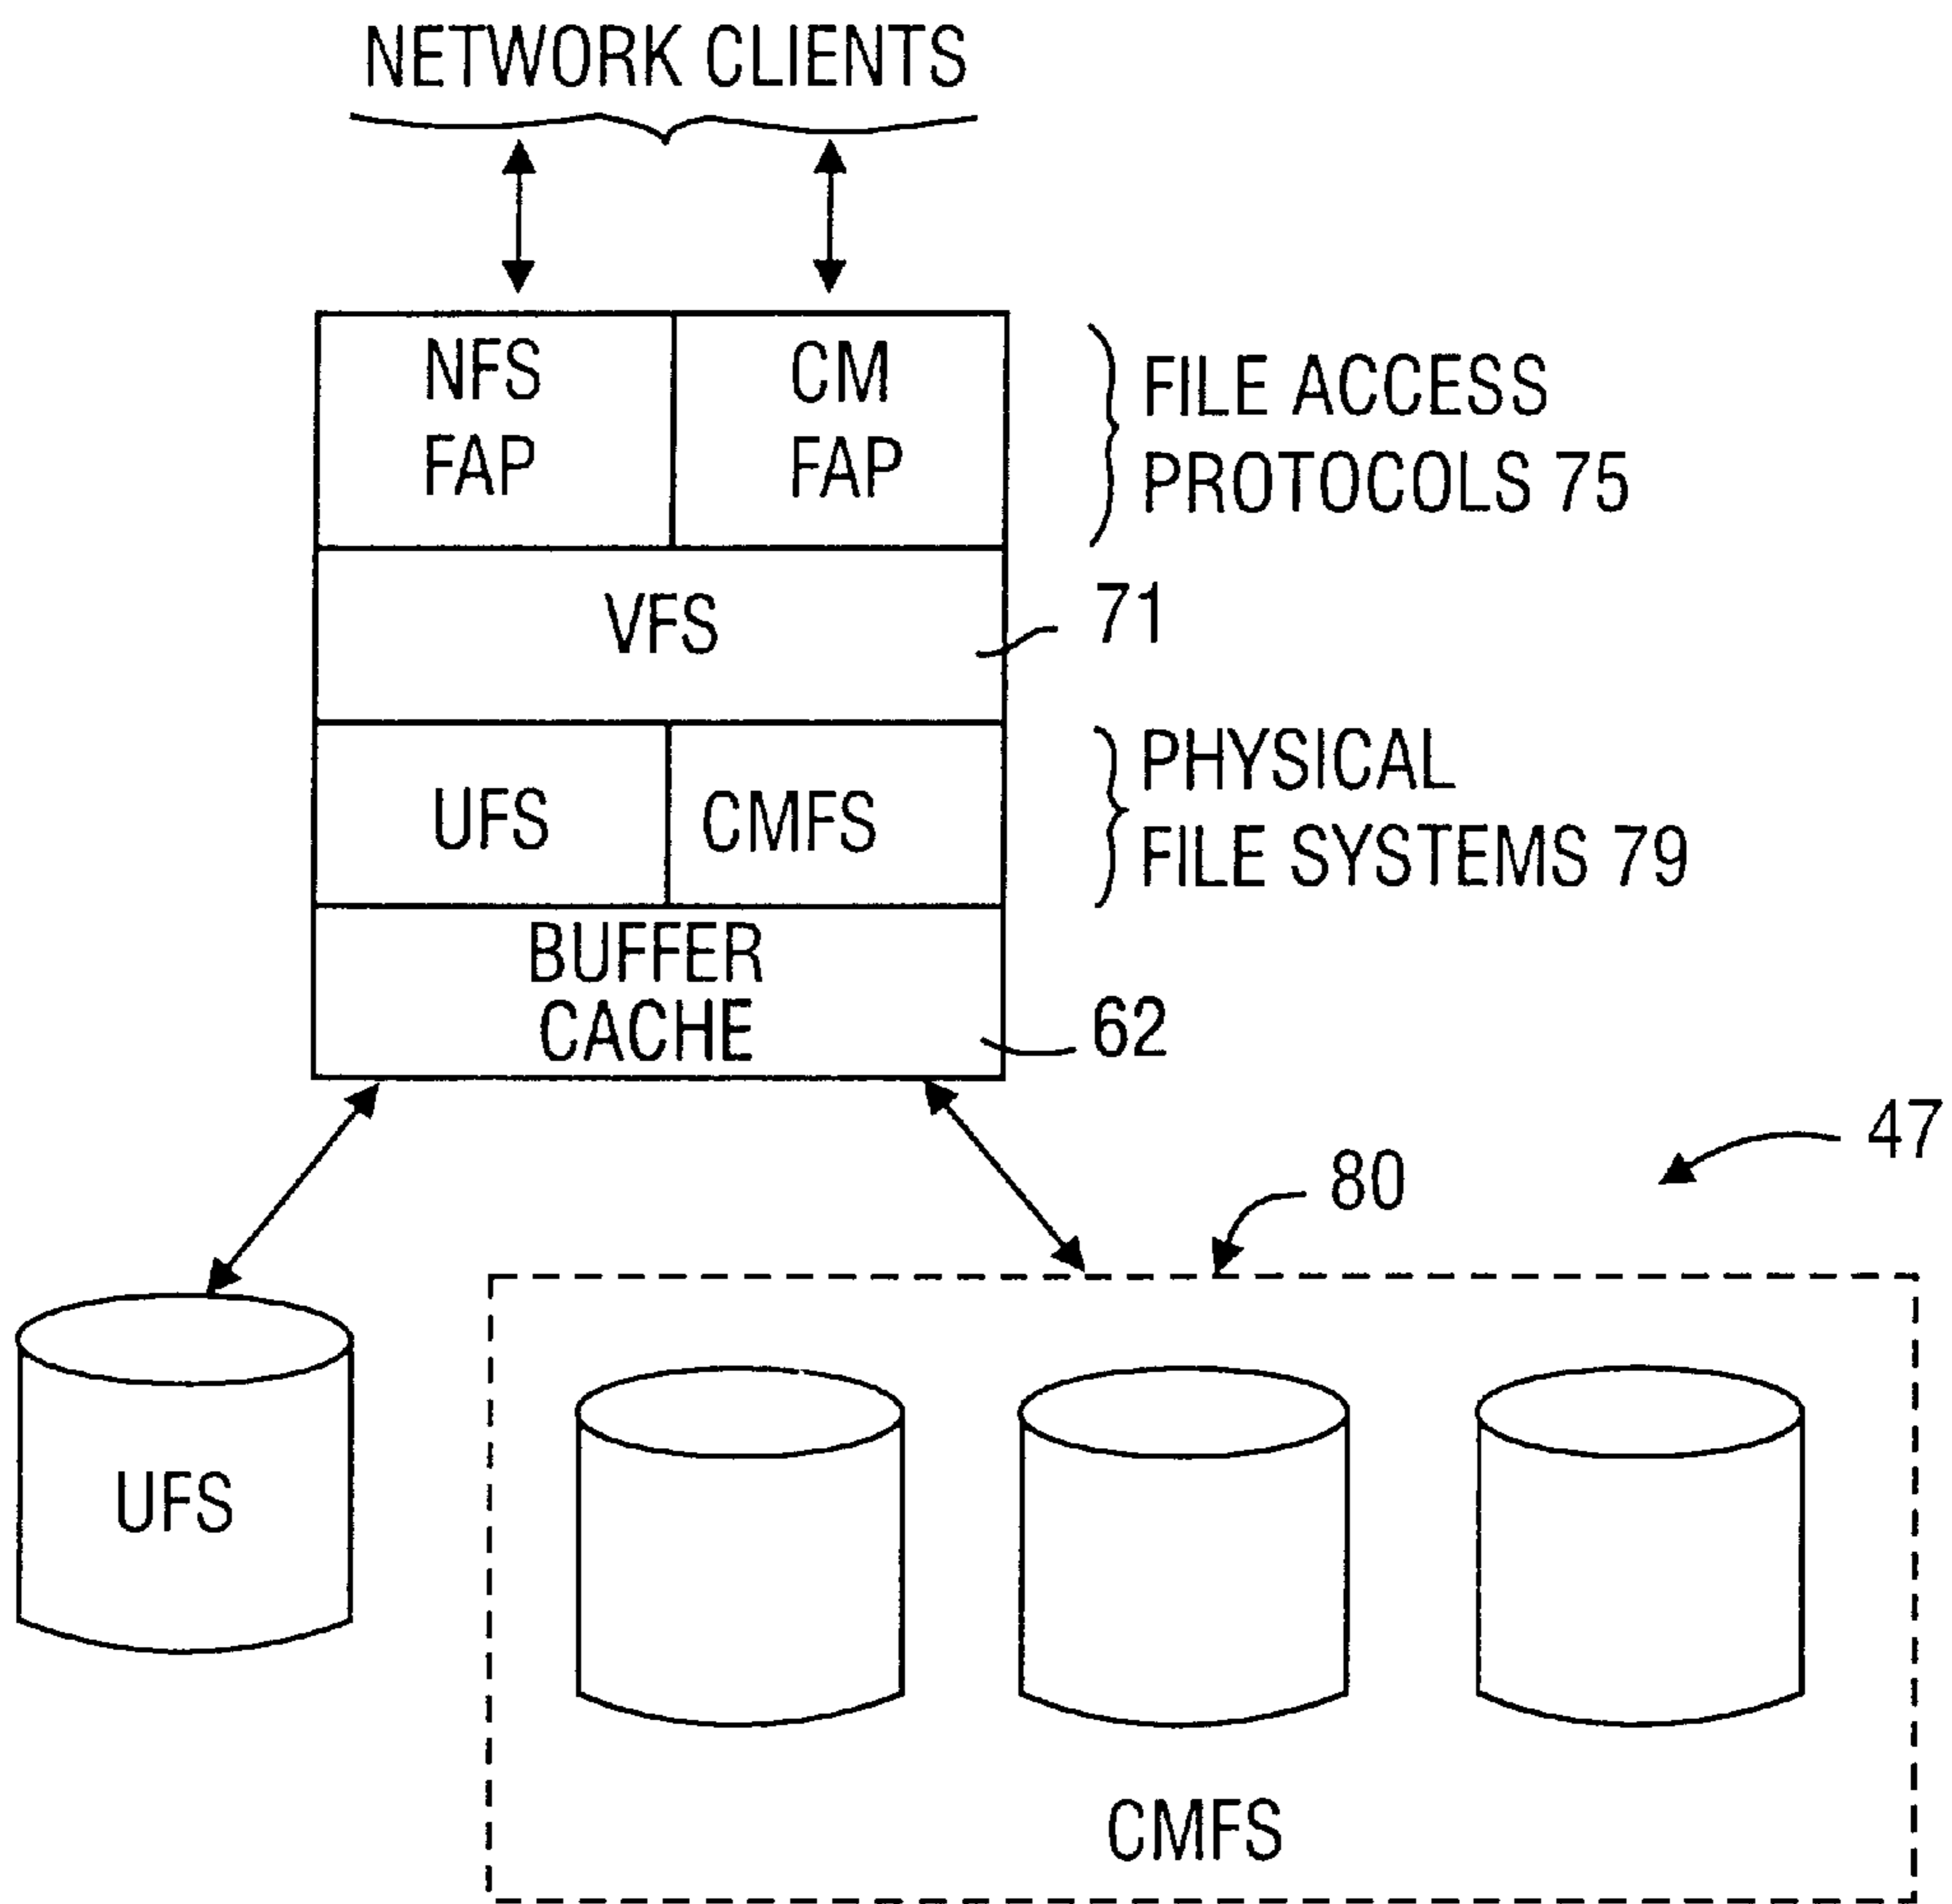 NETWORK CLIENTS
NFS
FAP
CM
FAP
FILE ACCESS
PROTOCOLS 75
VFS
71
UFS
CMFS
PHYSICAL
FILE SYSTEMS 79
BUFFER
CACHE
62
47
80
UFS
CMFS